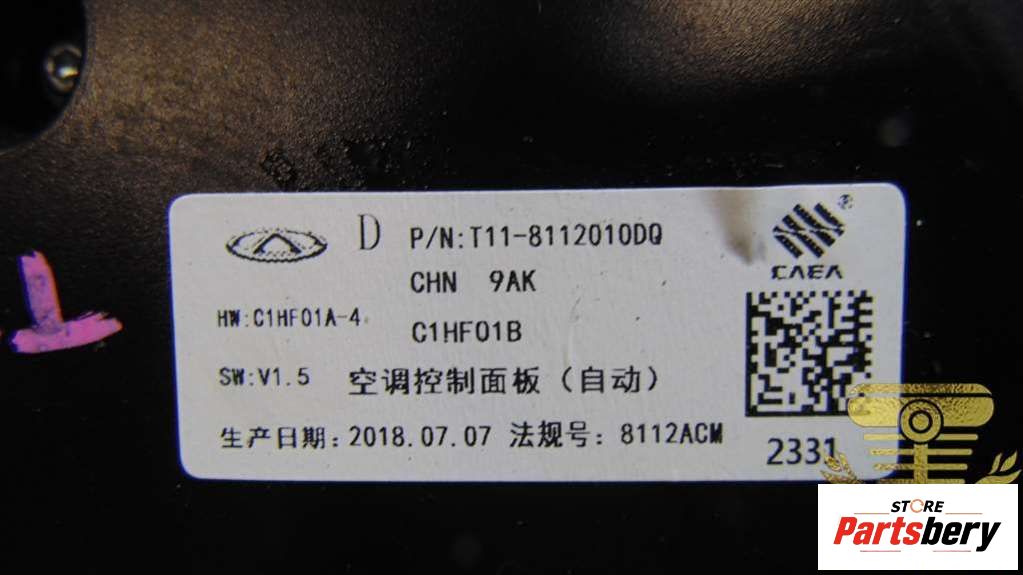 D P/N:T11-8112010DQ
CAEA
CHN 9AK
HW:C1HF01A-4
C1HF01B
SW:V1.5 空调控制面板（自动）
生产日期:2018.07.07 法规号: 8112ACM
2331
STORE
Partsbery